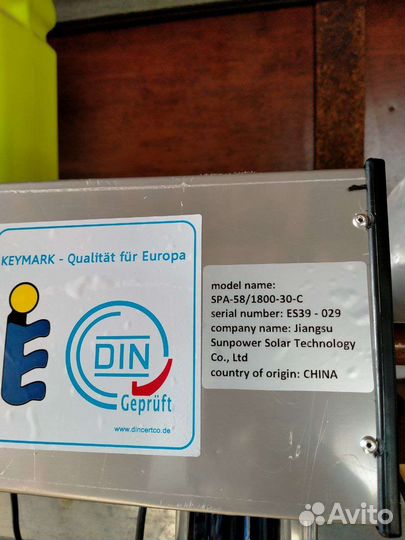 KEYMARK - Qualität für Europa
DIN
Geprüft
www.dincertco.de
model name:
SPA-58/1800-30-C
serial number: ES39 - 029
company name: Jiangsu
Sunpower Solar Technology
Co., Ltd
country of origin: CHINA
Avito